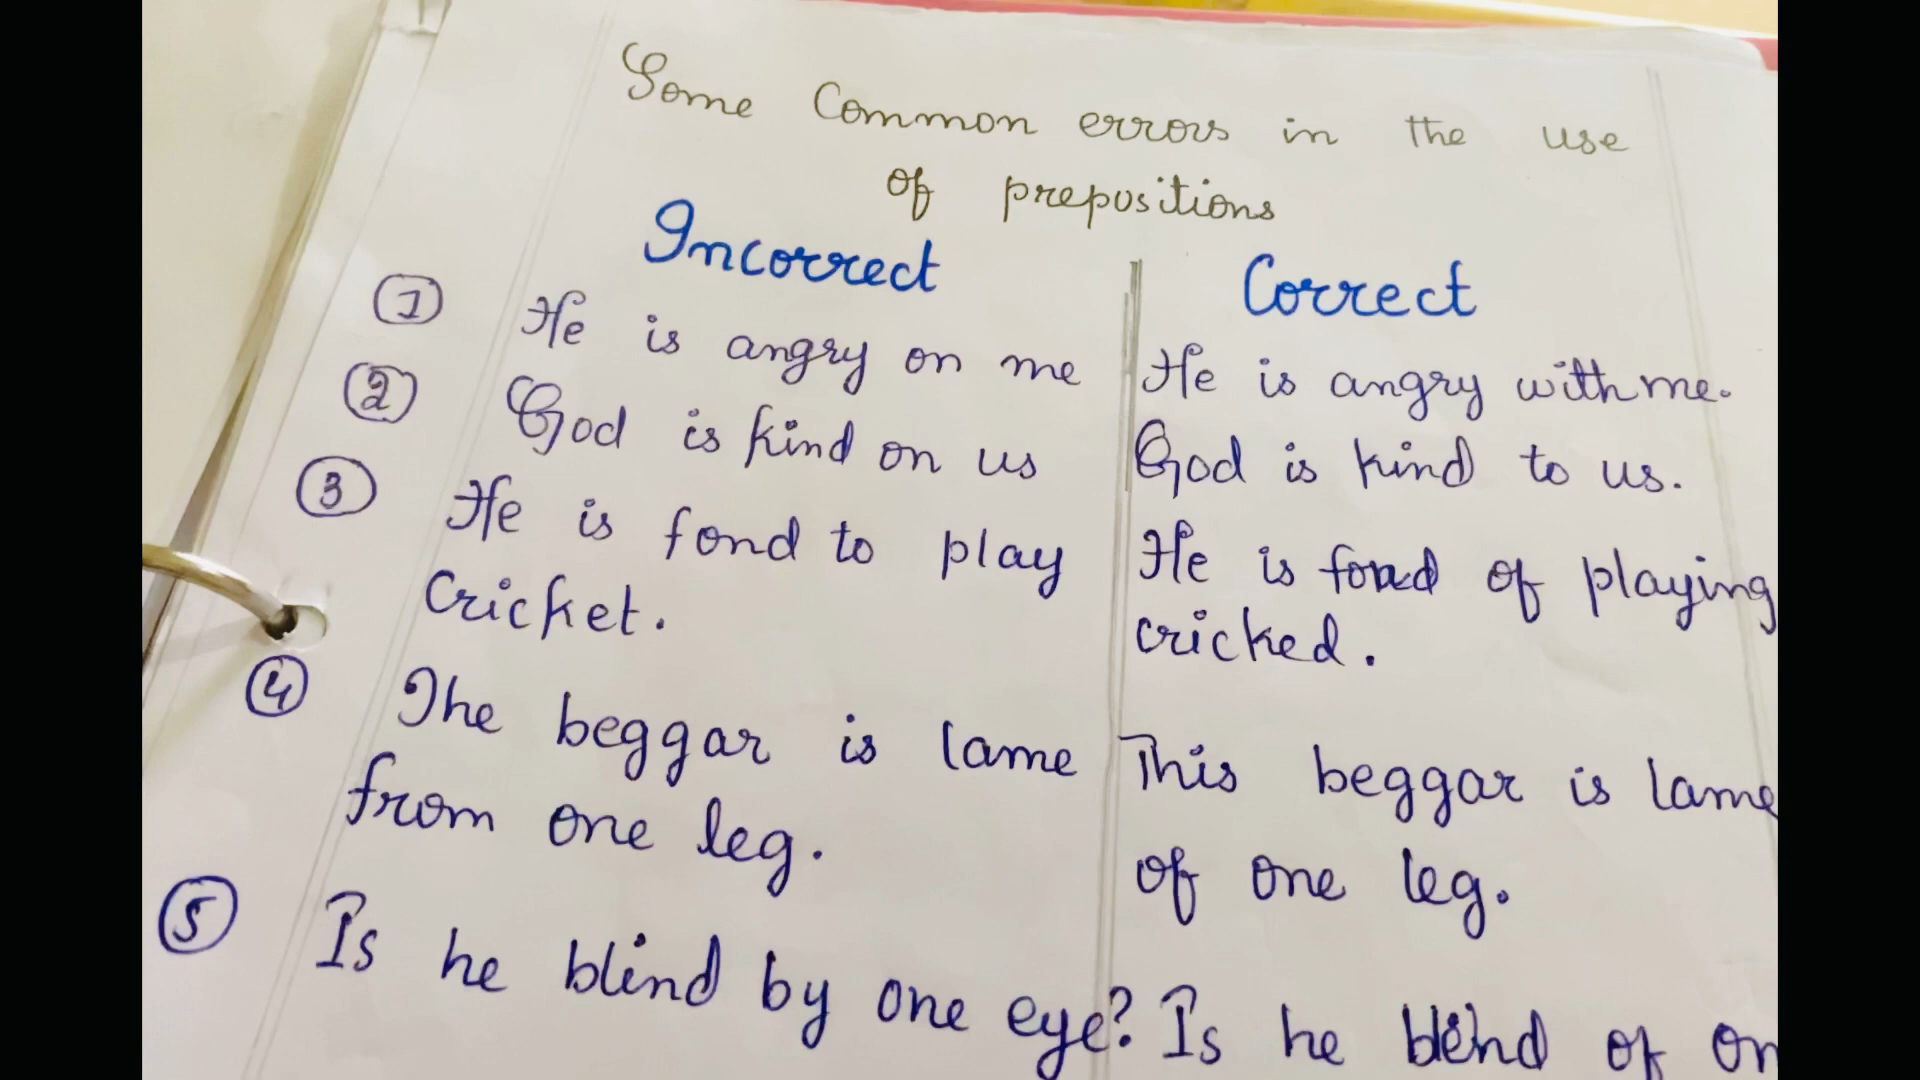 Some Common errors in the use
of prepositions
Incorrect Correct
① He is angry on me He is angry with me.
② God is kind on us God is kind to us.
③ He is fond to play He is fond of playing
Cricket. cricked.
④ The beggar is lame This beggar is lame
from one leg. of one leg.
⑤ Is he blind by one eye? Is he blind of